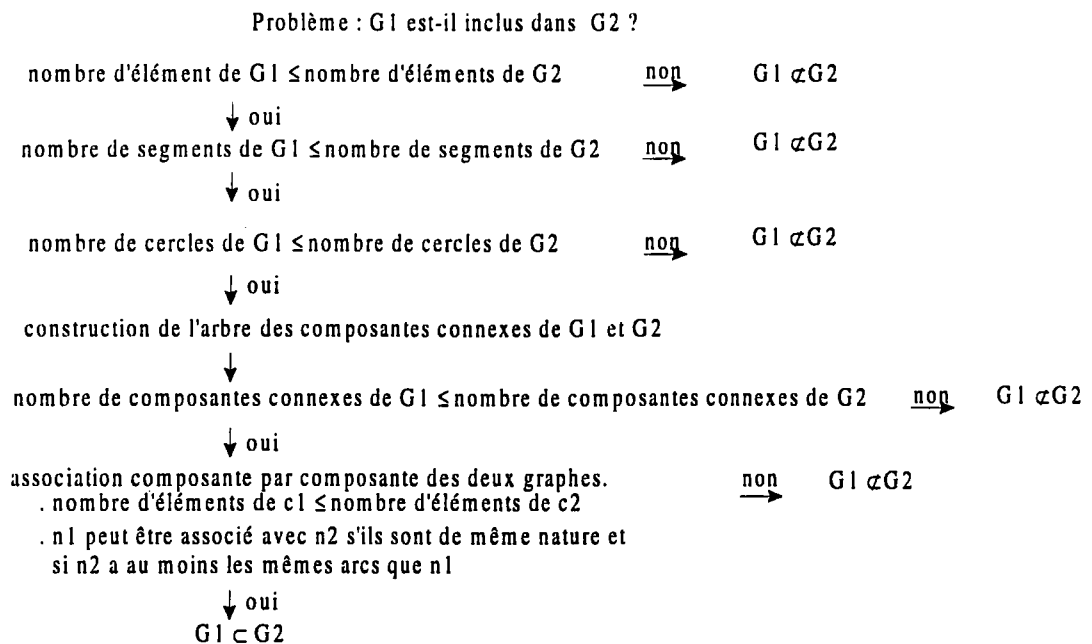 Problème : G1 est-il inclus dans G2 ?
nombre d'élément de G1 ≤ nombre d'éléments de G2 non G1 ⊄ G2
oui
nombre de segments de G1 ≤ nombre de segments de G2 non G1 ⊄ G2
oui
nombre de cercles de G1 ≤ nombre de cercles de G2 non G1 ⊄ G2
oui
construction de l'arbre des composantes connexes de G1 et G2
nombre de composantes connexes de G1 ≤ nombre de composantes connexes de G2 non G1 ⊄ G2
oui
association composante par composante des deux graphes. non G1 ⊄ G2
. nombre d'éléments de c1 ≤ nombre d'éléments de c2
. n1 peut être associé avec n2 s'ils sont de même nature et
si n2 a au moins les mêmes arcs que n1
oui
G1 ⊂ G2